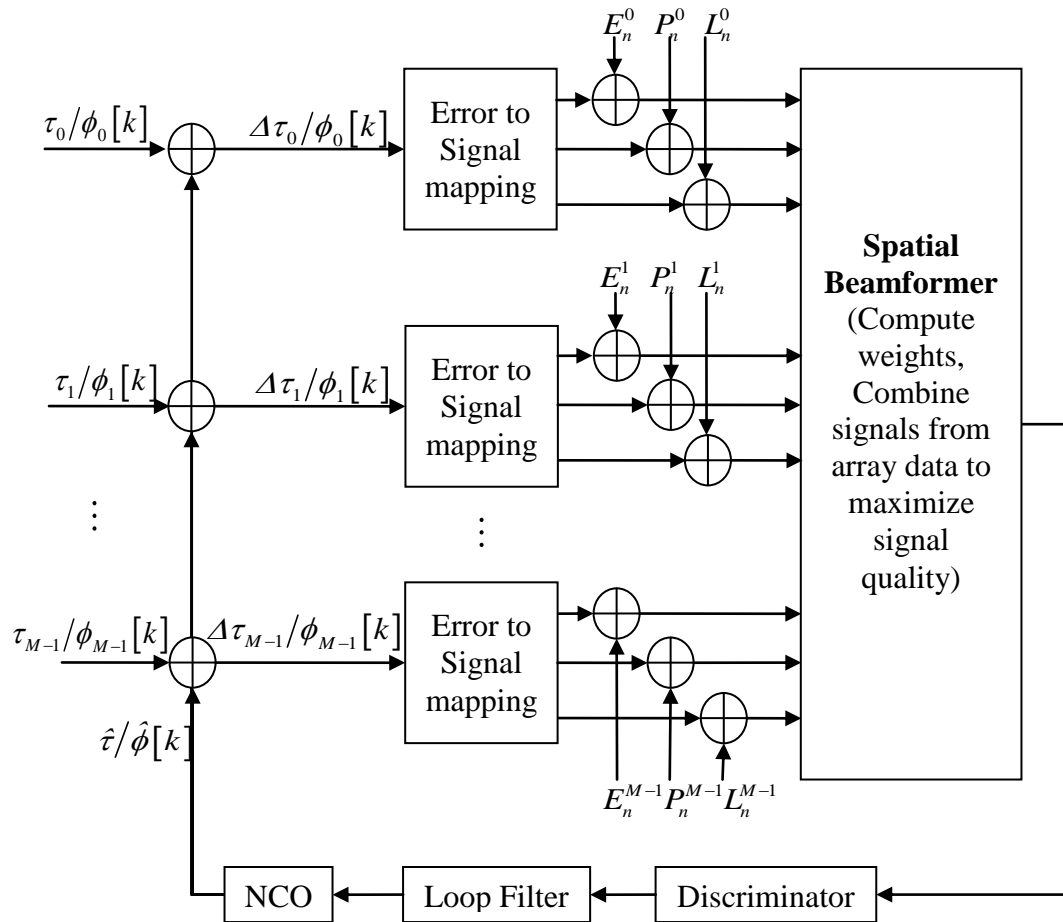 E_n^0 P_n^0 L_n^0
τ_0/ϕ_0[k]
Δτ_0/ϕ_0[k]
Error to
Signal
mapping
E_n^1 P_n^1 L_n^1
τ_1/ϕ_1[k]
Δτ_1/ϕ_1[k]
Error to
Signal
mapping
⋮
⋮
τ_{M−1}/ϕ_{M−1}[k]
Δτ_{M−1}/ϕ_{M−1}[k]
Error to
Signal
mapping
E_n^{M−1} P_n^{M−1} L_n^{M−1}
τ̂/ϕ̂[k]
Spatial
Beamformer
(Compute
weights,
Combine
signals from
array data to
maximize
signal
quality)
NCO
Loop Filter
Discriminator